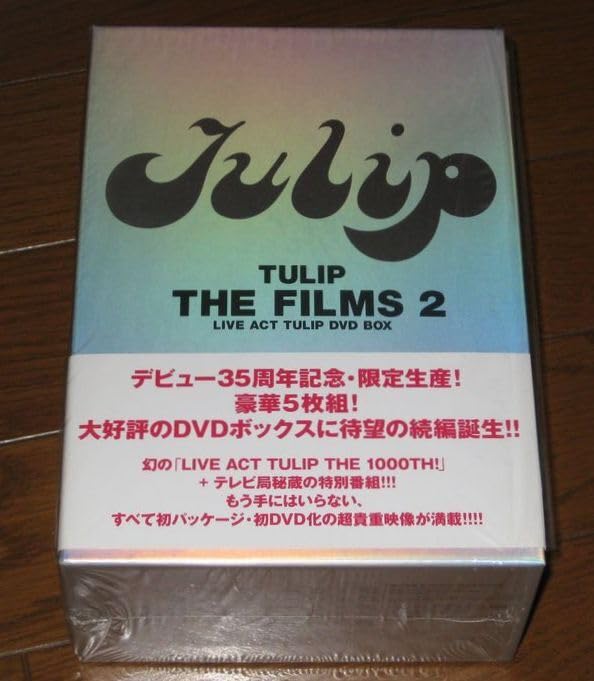 Tulip
TULIP
THE FILMS 2
LIVE ACT TULIP DVD BOX
デビュー35周年記念・限定生産!
豪華5枚組!
大好評のDVDボックスに待望の続編誕生!!
幻の「LIVE ACT TULIP THE 1000TH!」
+ テレビ局秘蔵の特別番組!!!
もう手にはいらない、
すべて初パッケージ・初DVD化の超貴重映像が満載!!!!